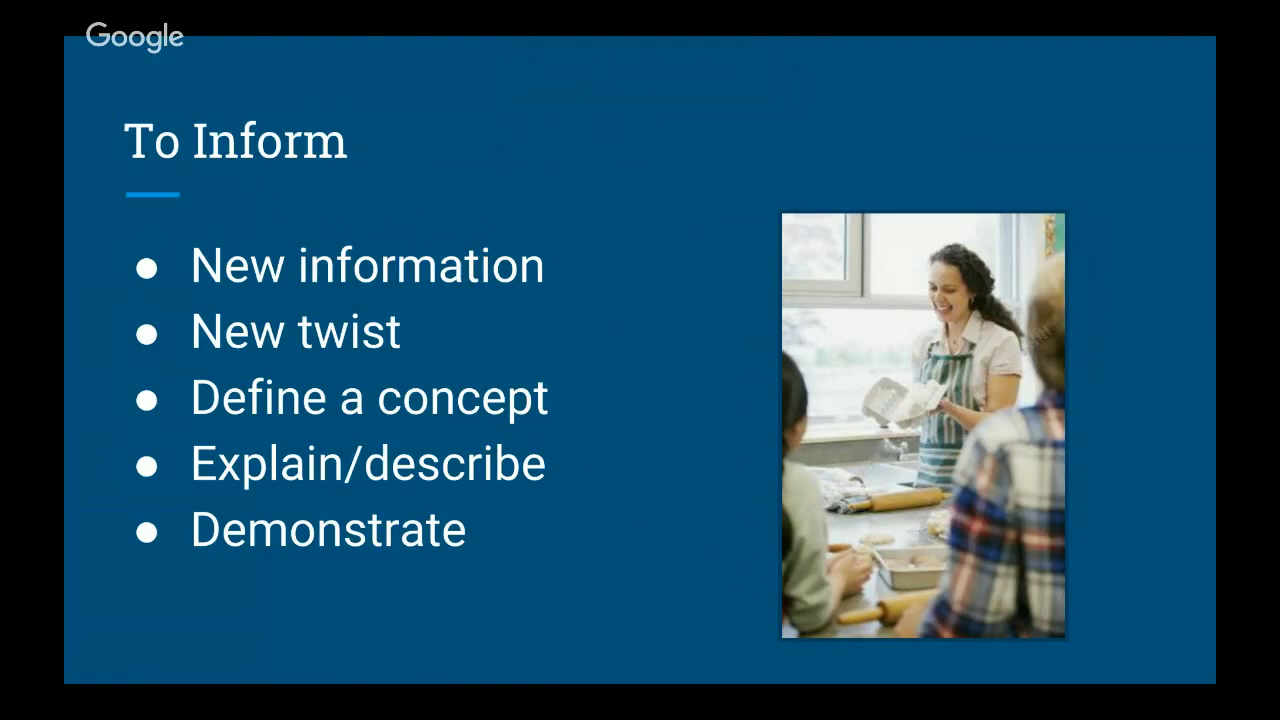 Google
To Inform
● New information
● New twist
● Define a concept
● Explain/describe
● Demonstrate